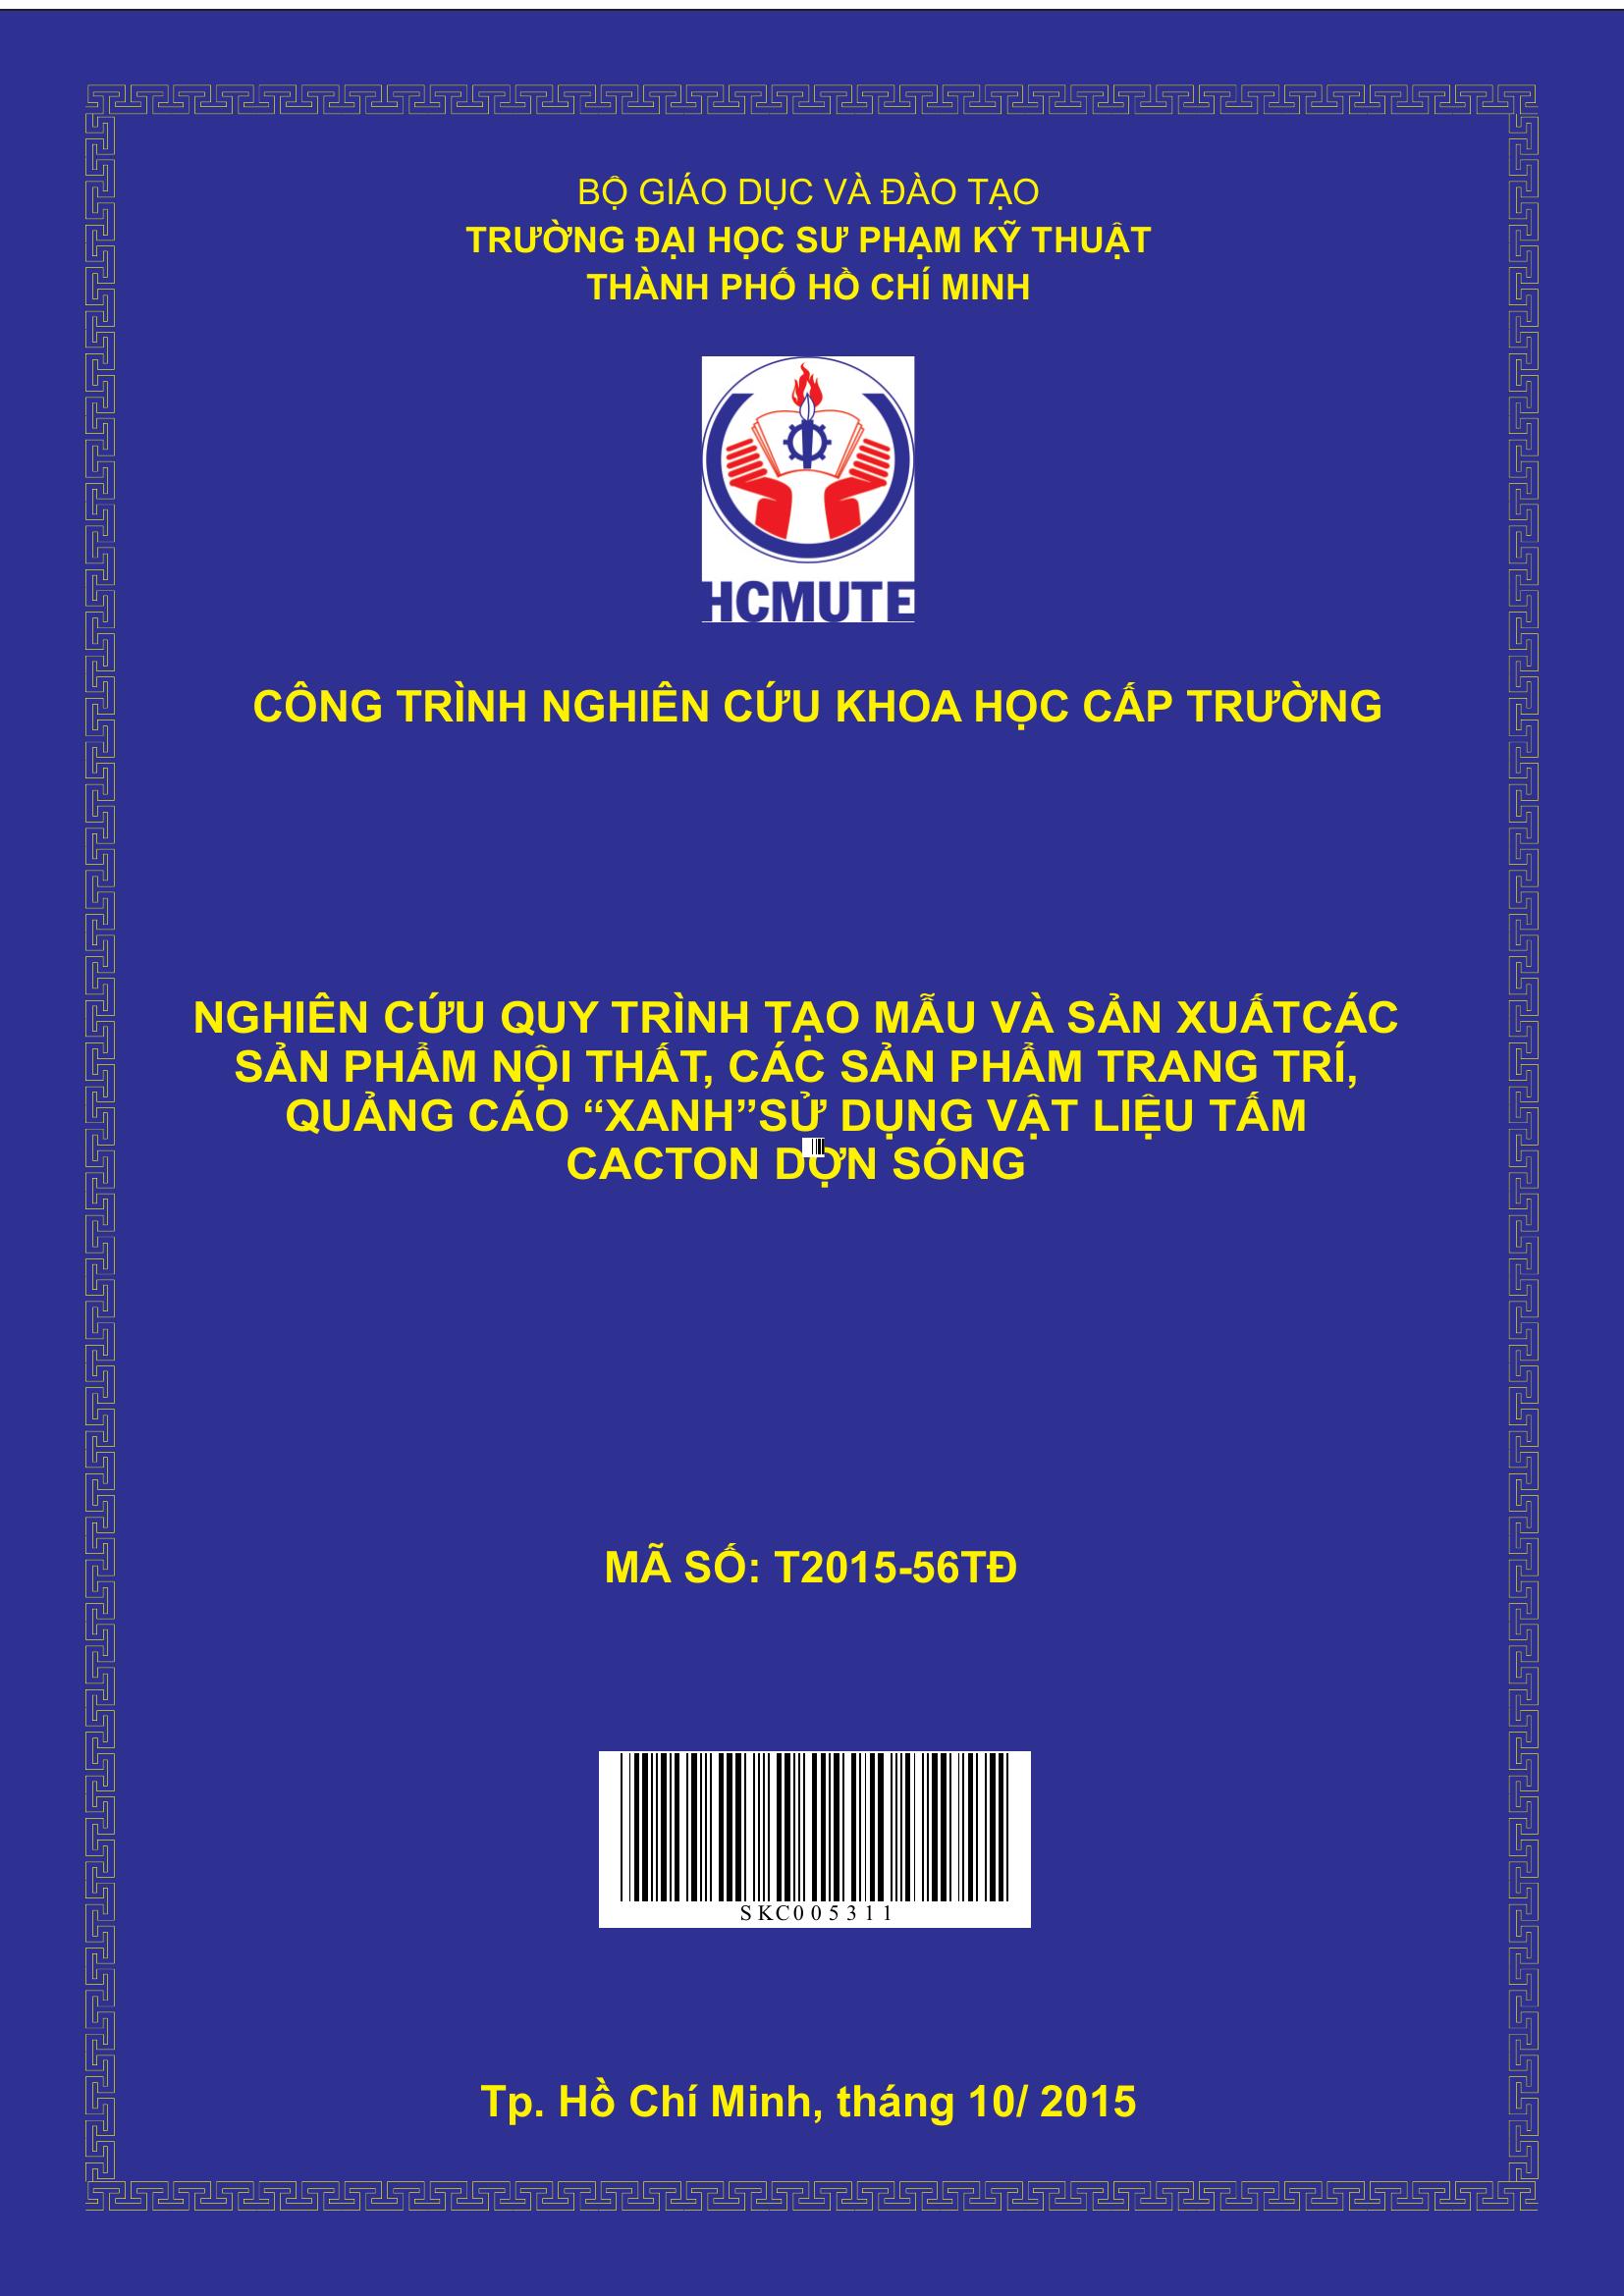 BỘ GIÁO DỤC VÀ ĐÀO TẠO
TRƯỜNG ĐẠI HỌC SƯ PHẠM KỸ THUẬT
THÀNH PHỐ HỒ CHÍ MINH
HCMUTE
CÔNG TRÌNH NGHIÊN CỨU KHOA HỌC CẤP TRƯỜNG
NGHIÊN CỨU QUY TRÌNH TẠO MẪU VÀ SẢN XUẤTCÁC
SẢN PHẨM NỘI THẤT, CÁC SẢN PHẨM TRANG TRÍ,
QUẢNG CÁO “XANH”SỬ DỤNG VẬT LIỆU TẤM
CACTON DỢN SÓNG
MÃ SỐ: T2015-56TĐ
SKC005311
Tp. Hồ Chí Minh, tháng 10/ 2015